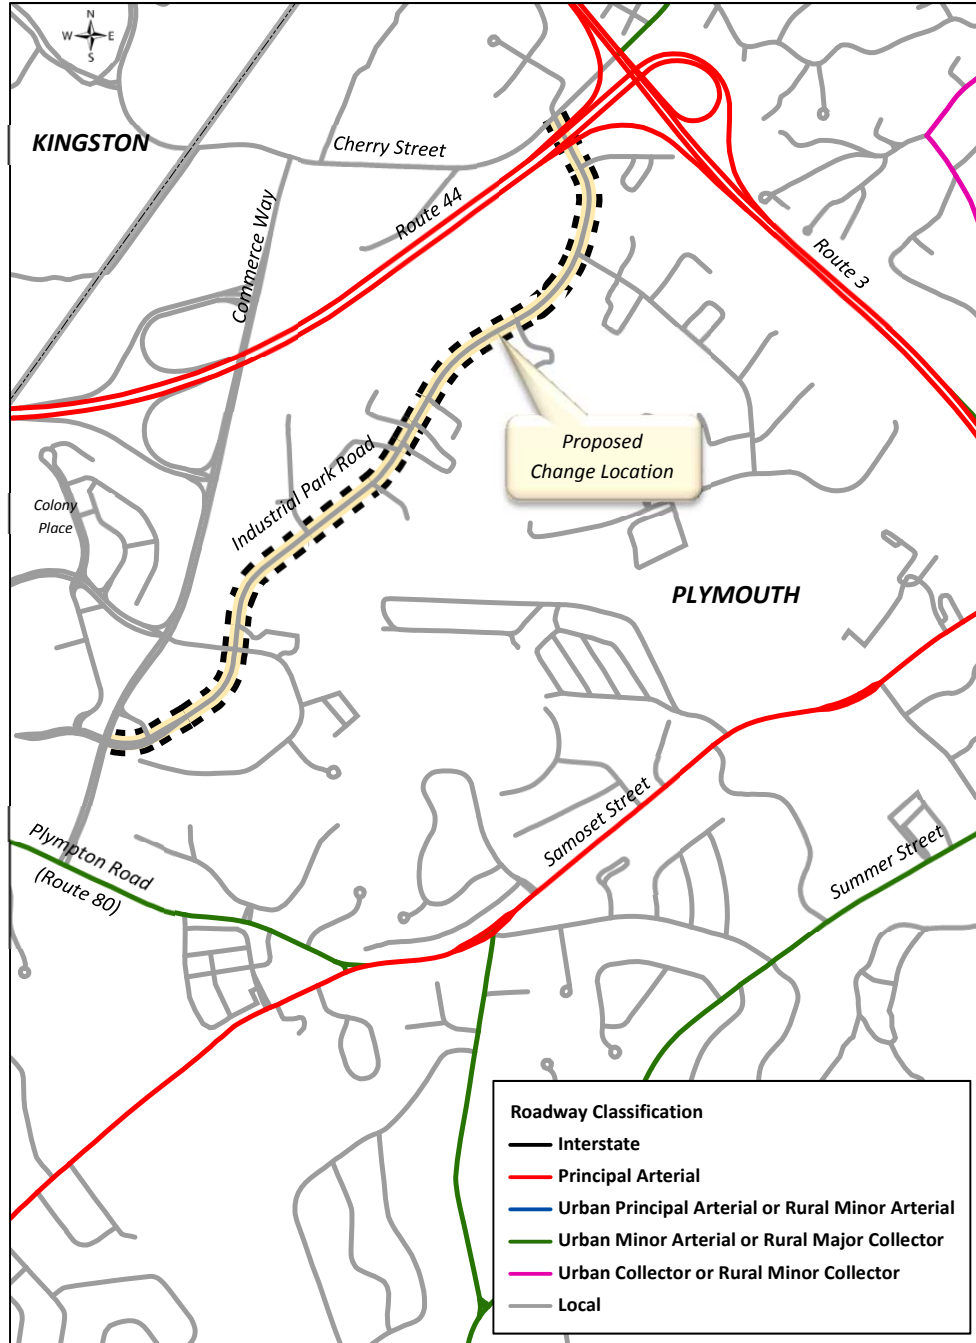 N
W E
S
KINGSTON
Cherry Street
Route 44
Commerce Way
Route 3
Proposed
Change Location
Industrial Park Road
Colony
Place
PLYMOUTH
Samoset Street
Plympton Road
(Route 80)
Summer Street
Roadway Classification
Interstate
Principal Arterial
Urban Principal Arterial or Rural Minor Arterial
Urban Minor Arterial or Rural Major Collector
Urban Collector or Rural Minor Collector
Local